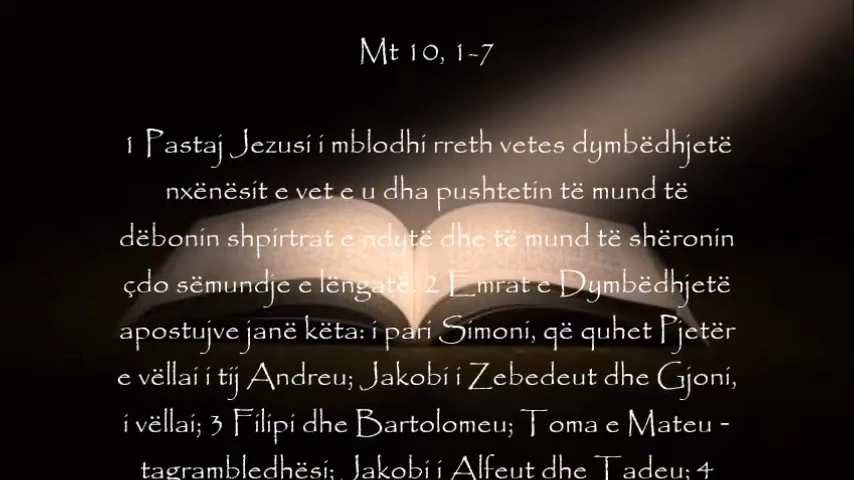 Mt 10, 1-7
1 Pastaj Jezusi i mblodhi rreth vetes dymbëdhjetë
nxënësit e vet e u dha pushtetin të mund të
dëbonin shpirtrat e ndytë dhe të mund të shëronin
çdo sëmundje e lëngatë. 2 Emrat e Dymbëdhjetë
apostujve janë këta: i pari Simoni, që quhet Pjetër
e vëllai i tij Andreu; Jakobi i Zebedeut dhe Gjoni,
i vëllai; 3 Filipi dhe Bartolomeu; Toma e Mateu -
tagrambledhësi; Jakobi i Alfeut dhe Tadeu; 4